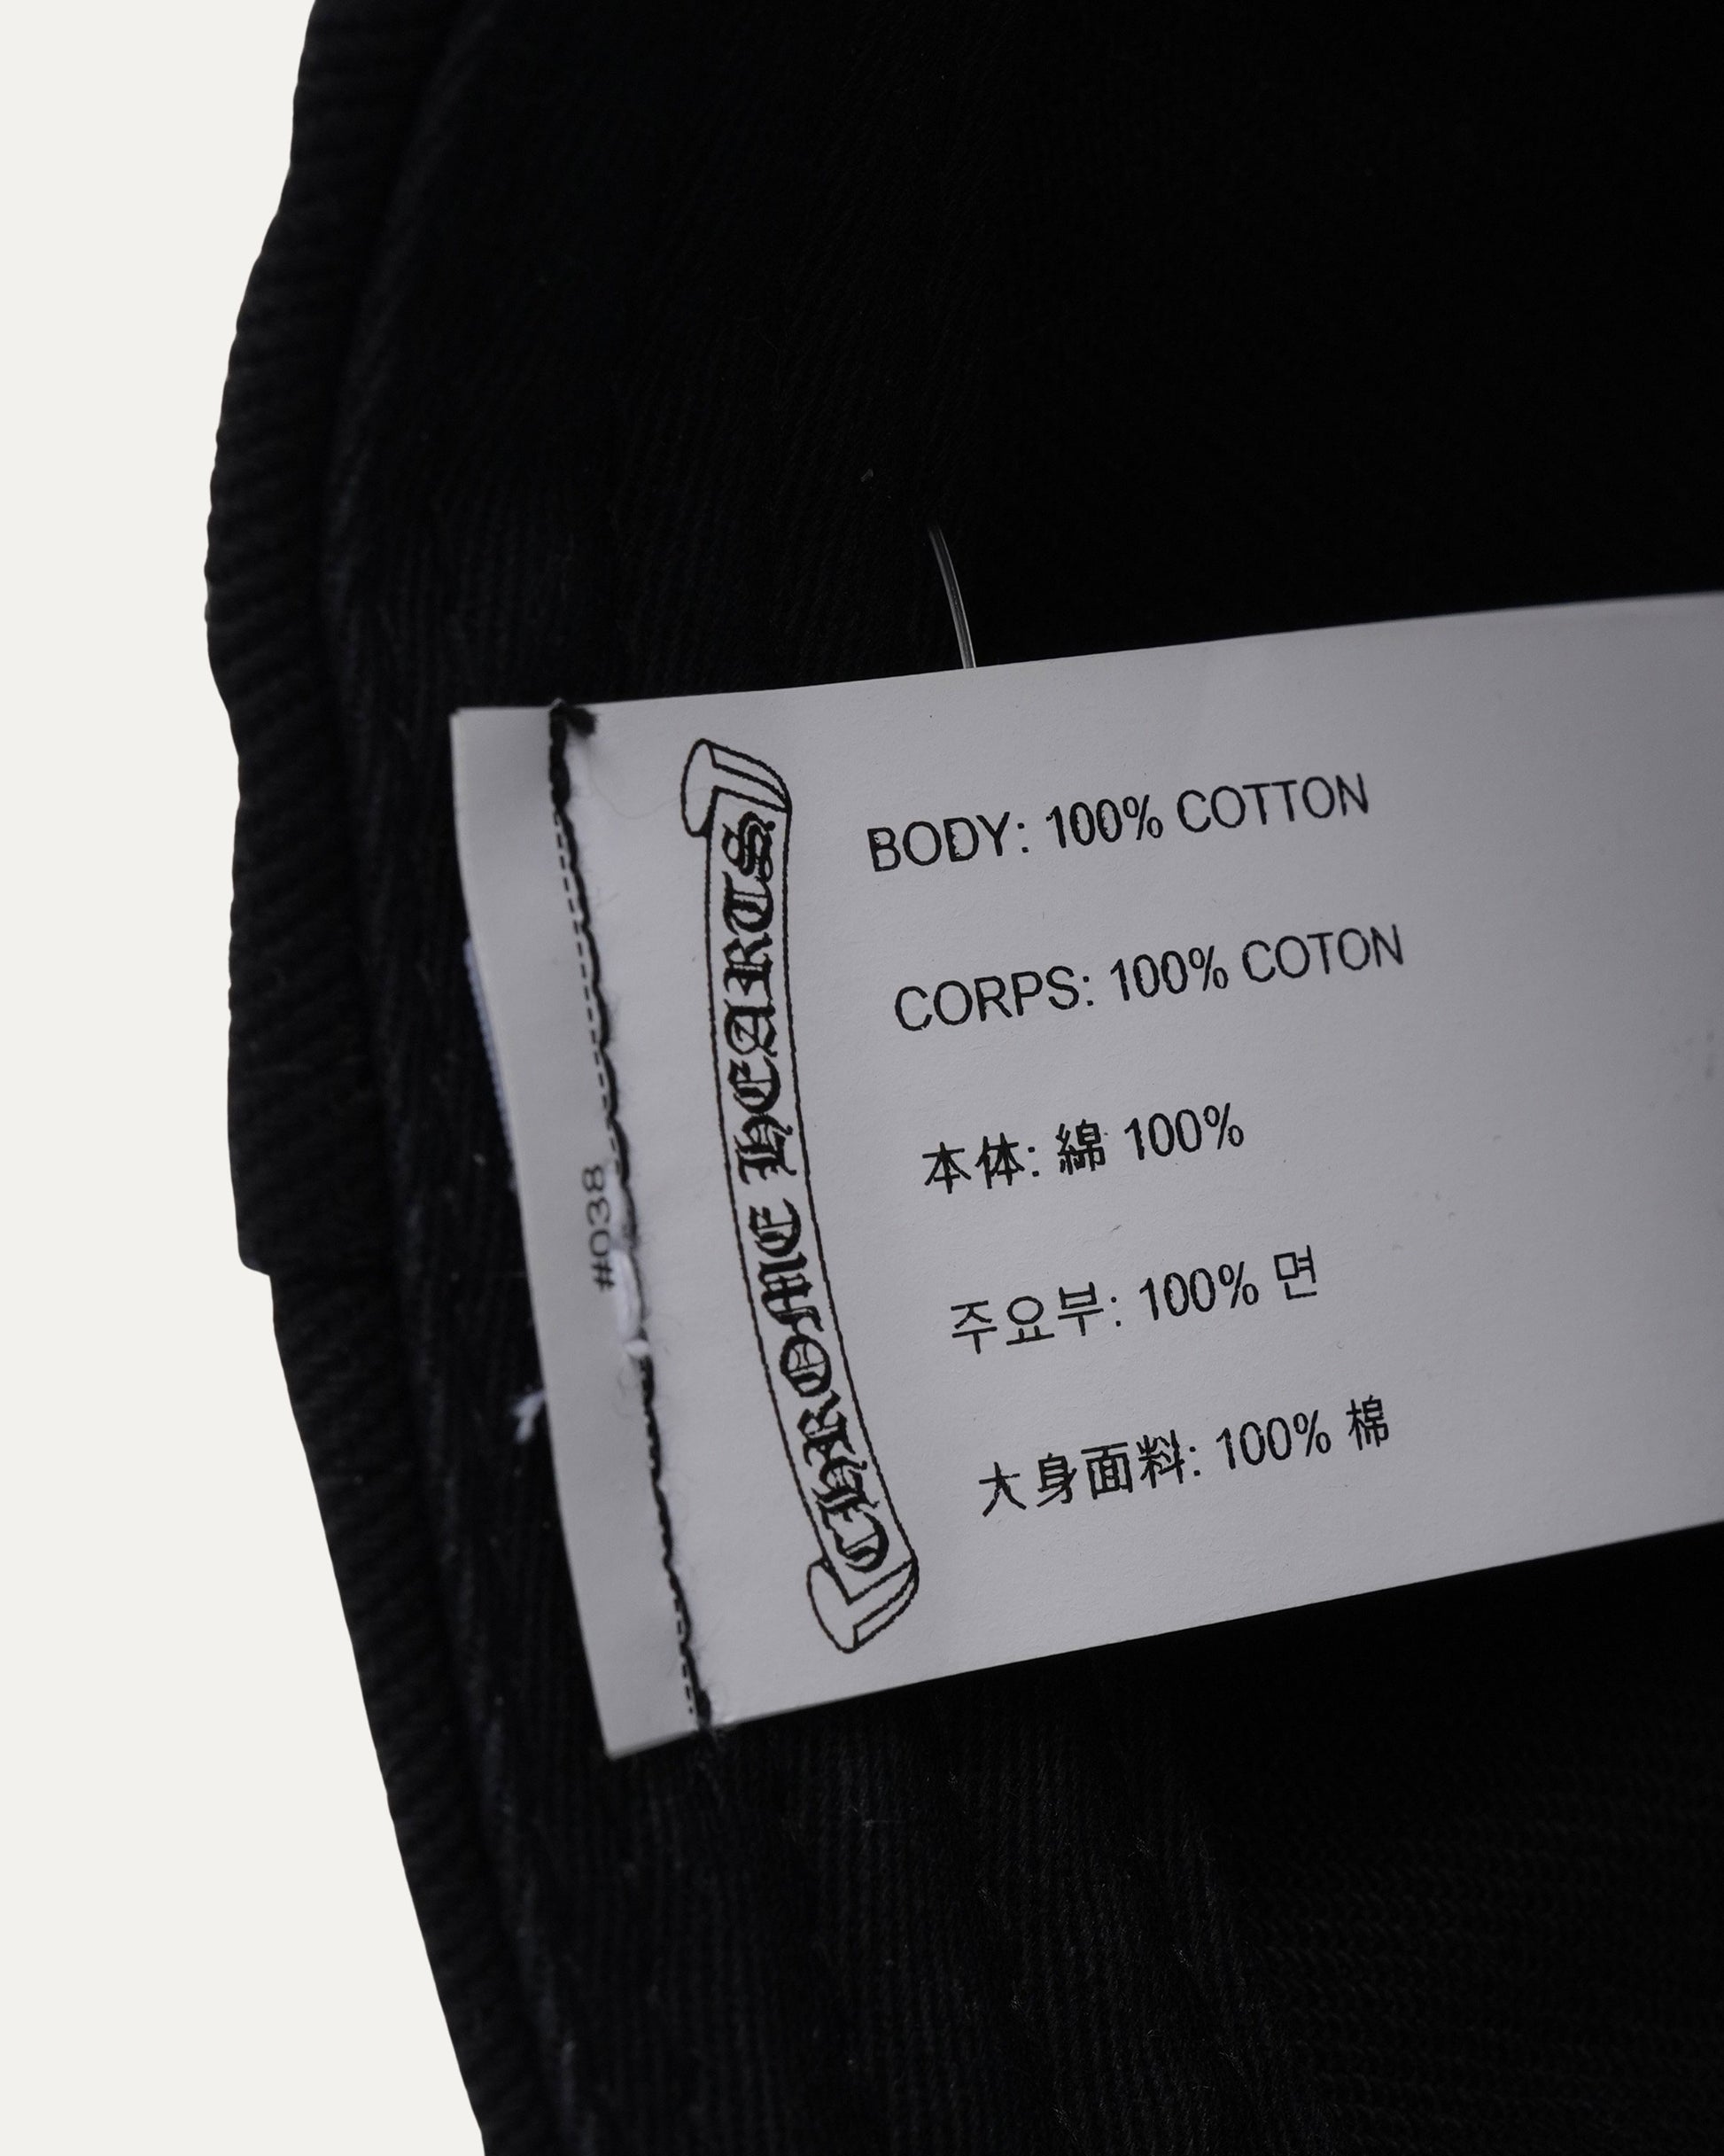 #038
CHROME HEARTS
BODY: 100% COTTON
CORPS: 100% COTON
本体: 綿 100%
주요부: 100% 면
大身面料: 100% 棉